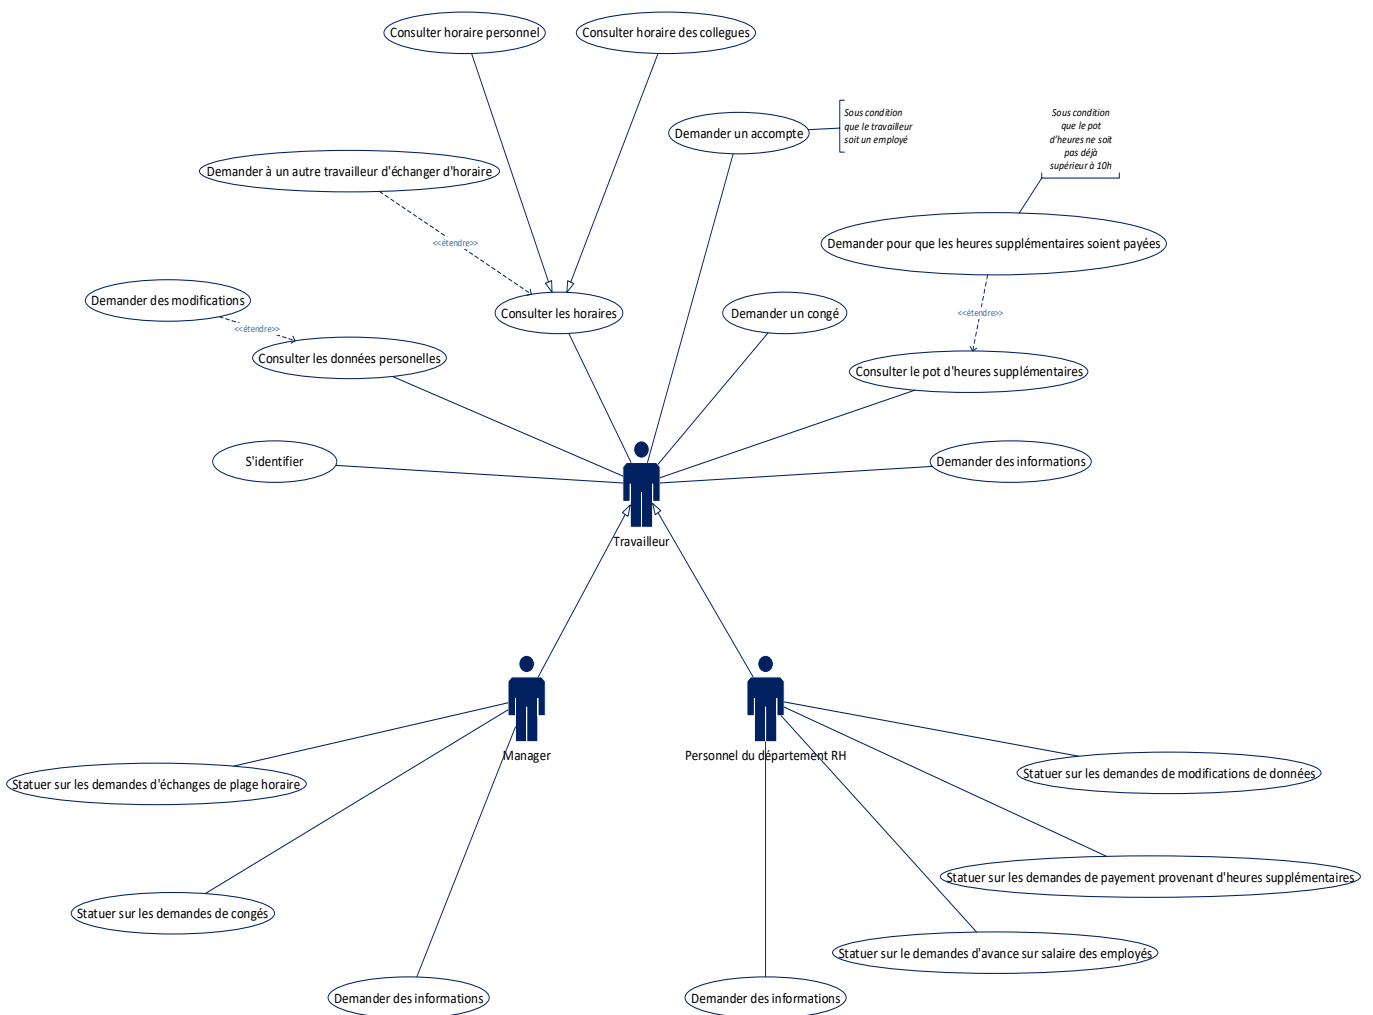 Consulter horaire personnel
Consulter horaire des collegues
Demander un accompte
Sous condition
que le travailleur
soit un employé
Sous condition
que le pot
d'heures ne soit
pas déjà
supérieur à 10h
Demander à un autre travailleur d'échanger d'horaire
<<étendre>>
Demander pour que les heures supplémentaires soient payées
Demander des modifications
<<étendre>>
Consulter les horaires
Demander un congé
<<étendre>>
Consulter les données personelles
Consulter le pot d'heures supplémentaires
S'identifier
Demander des informations
Travailleur
Manager
Personnel du département RH
Statuer sur les demandes d'échanges de plage horaire
Statuer sur les demandes de modifications de données
Statuer sur les demandes de payement provenant d'heures supplémentaires
Statuer sur les demandes de congés
Statuer sur le demandes d'avance sur salaire des employés
Demander des informations
Demander des informations